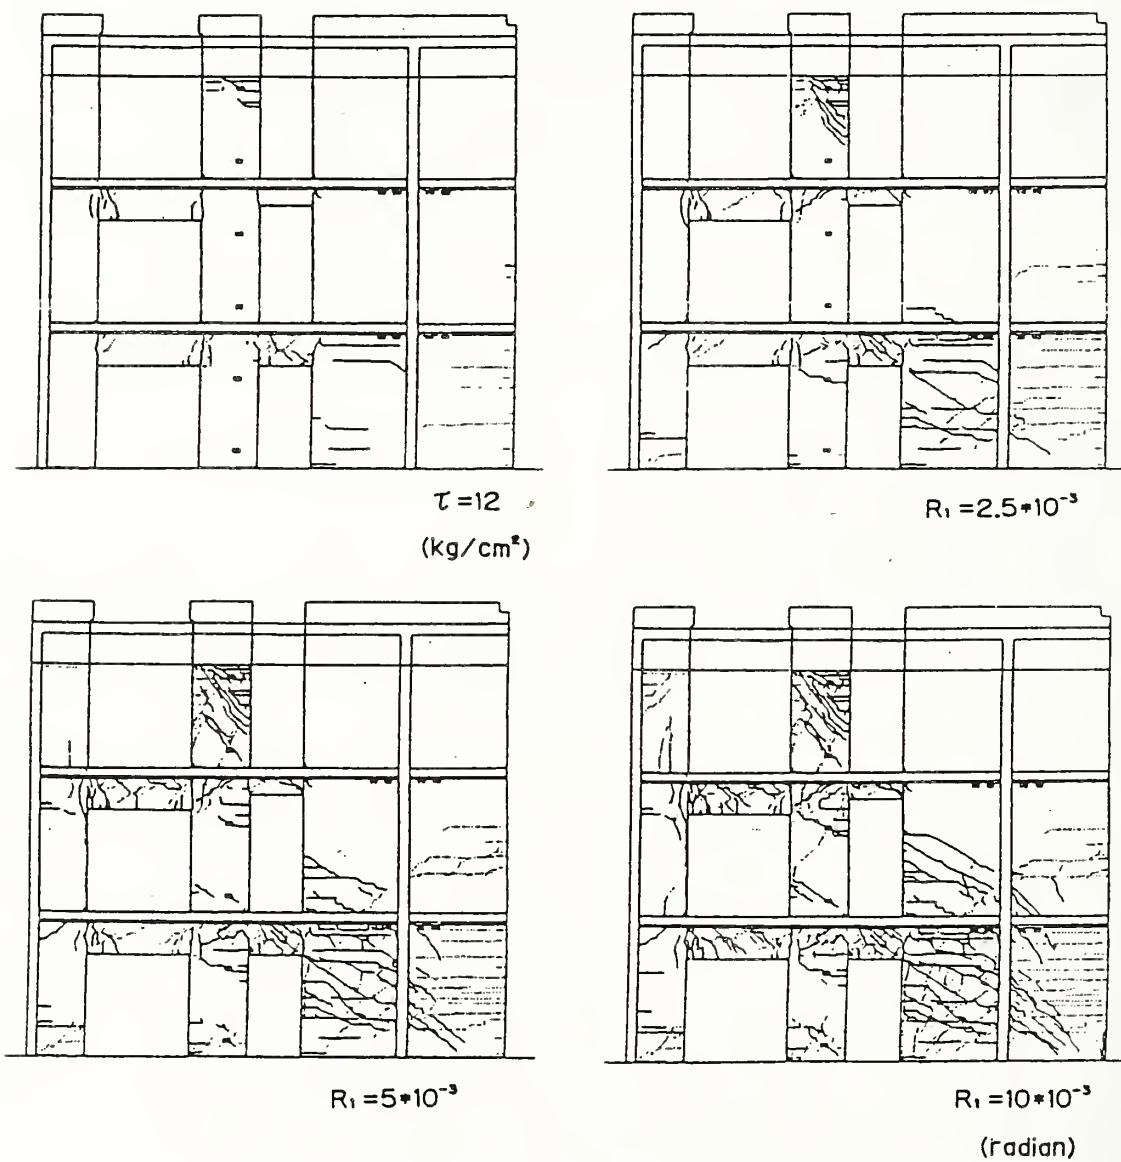 τ=12
(kg/cm²)
R₁=2.5*10⁻³
R₁=5*10⁻³
R₁=10*10⁻³
(radian)